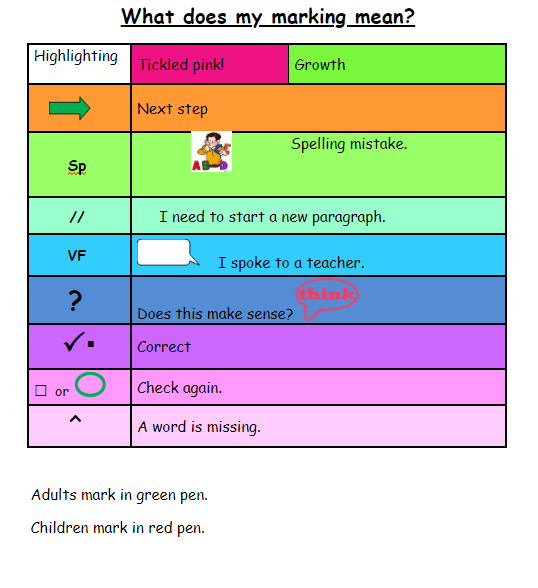 What does my marking mean?
Highlighting Tickled pink! Growth
Next step
Sp Spelling mistake.
// I need to start a new paragraph.
VF I spoke to a teacher.
? Does this make sense? think
✓▪ Correct
□ or Check again.
^ A word is missing.
Adults mark in green pen.
Children mark in red pen.